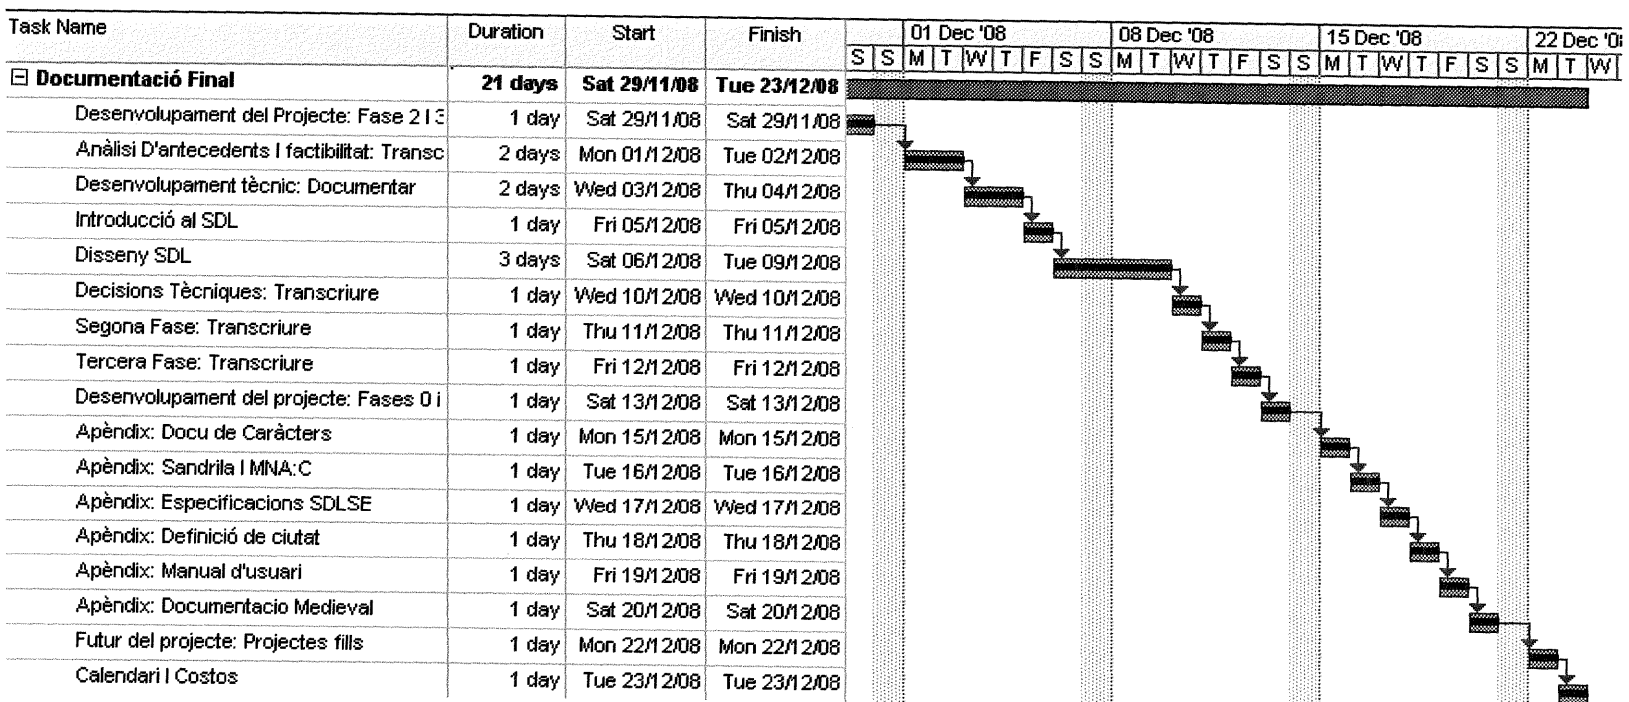 Task Name Duration Start Finish 01 Dec '08 08 Dec '08 15 Dec '08 22 Dec '0
S S M T W T F S S M T W T F S S M T W T F S S M T W
Documentació Final 21 days Sat 29/11/08 Tue 23/12/08
Desenvolupament del Projecte: Fase 2 I 3 1 day Sat 29/11/08 Sat 29/11/08
Anàlisi D'antecedents I factibilitat: Transc 2 days Mon 01/12/08 Tue 02/12/08
Desenvolupament tècnic: Documentar 2 days Wed 03/12/08 Thu 04/12/08
Introducció al SDL 1 day Fri 05/12/08 Fri 05/12/08
Disseny SDL 3 days Sat 06/12/08 Tue 09/12/08
Decisions Tècniques: Transcriure 1 day Wed 10/12/08 Wed 10/12/08
Segona Fase: Transcriure 1 day Thu 11/12/08 Thu 11/12/08
Tercera Fase: Transcriure 1 day Fri 12/12/08 Fri 12/12/08
Desenvolupament del projecte: Fases 0 i 1 day Sat 13/12/08 Sat 13/12/08
Apèndix: Docu de Caràcters 1 day Mon 15/12/08 Mon 15/12/08
Apèndix: Sandrila I MNA:C 1 day Tue 16/12/08 Tue 16/12/08
Apèndix: Especificacions SDLSE 1 day Wed 17/12/08 Wed 17/12/08
Apèndix: Definició de ciutat 1 day Thu 18/12/08 Thu 18/12/08
Apèndix: Manual d'usuari 1 day Fri 19/12/08 Fri 19/12/08
Apèndix: Documentacio Medieval 1 day Sat 20/12/08 Sat 20/12/08
Futur del projecte: Projectes fills 1 day Mon 22/12/08 Mon 22/12/08
Calendari I Costos 1 day Tue 23/12/08 Tue 23/12/08